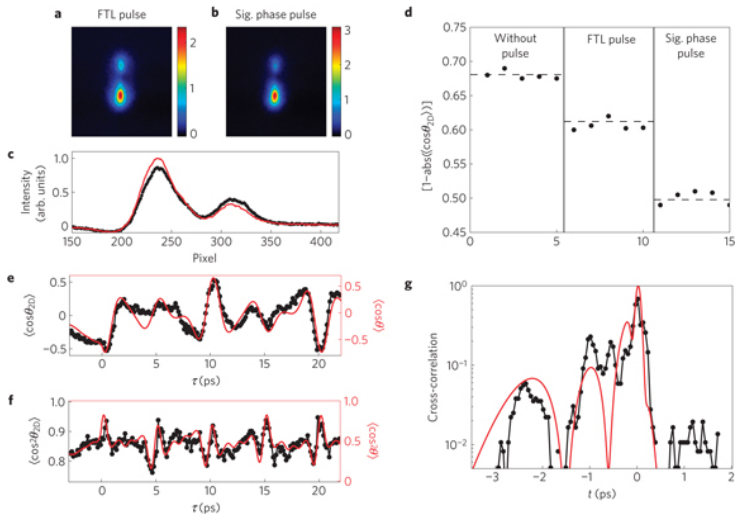 a FTL pulse
b Sig. phase pulse
2
1
0
3
2
1
0
c
Intensity
(arb. units)
1.0
0.5
0
150 200 250 300 350 400
Pixel
d
Without
pulse
FTL pulse
Sig. phase
pulse
[1−abs(⟨cosθ2D⟩)]
0.75
0.70
0.65
0.60
0.55
0.50
0.45
0 5 10 15
e
⟨cosθ2D⟩
0.5
0
−0.5
0.5
0
−0.5
⟨cosθ⟩
0 5 10 15 20
τ (ps)
f
⟨cos²θ2D⟩
1.0
0.9
0.8
1.0
0.5
0
⟨cos²θ⟩
0 5 10 15 20
τ (ps)
g
Cross-correlation
10⁰
10⁻¹
10⁻²
−3 −2 −1 0 1 2
t (ps)